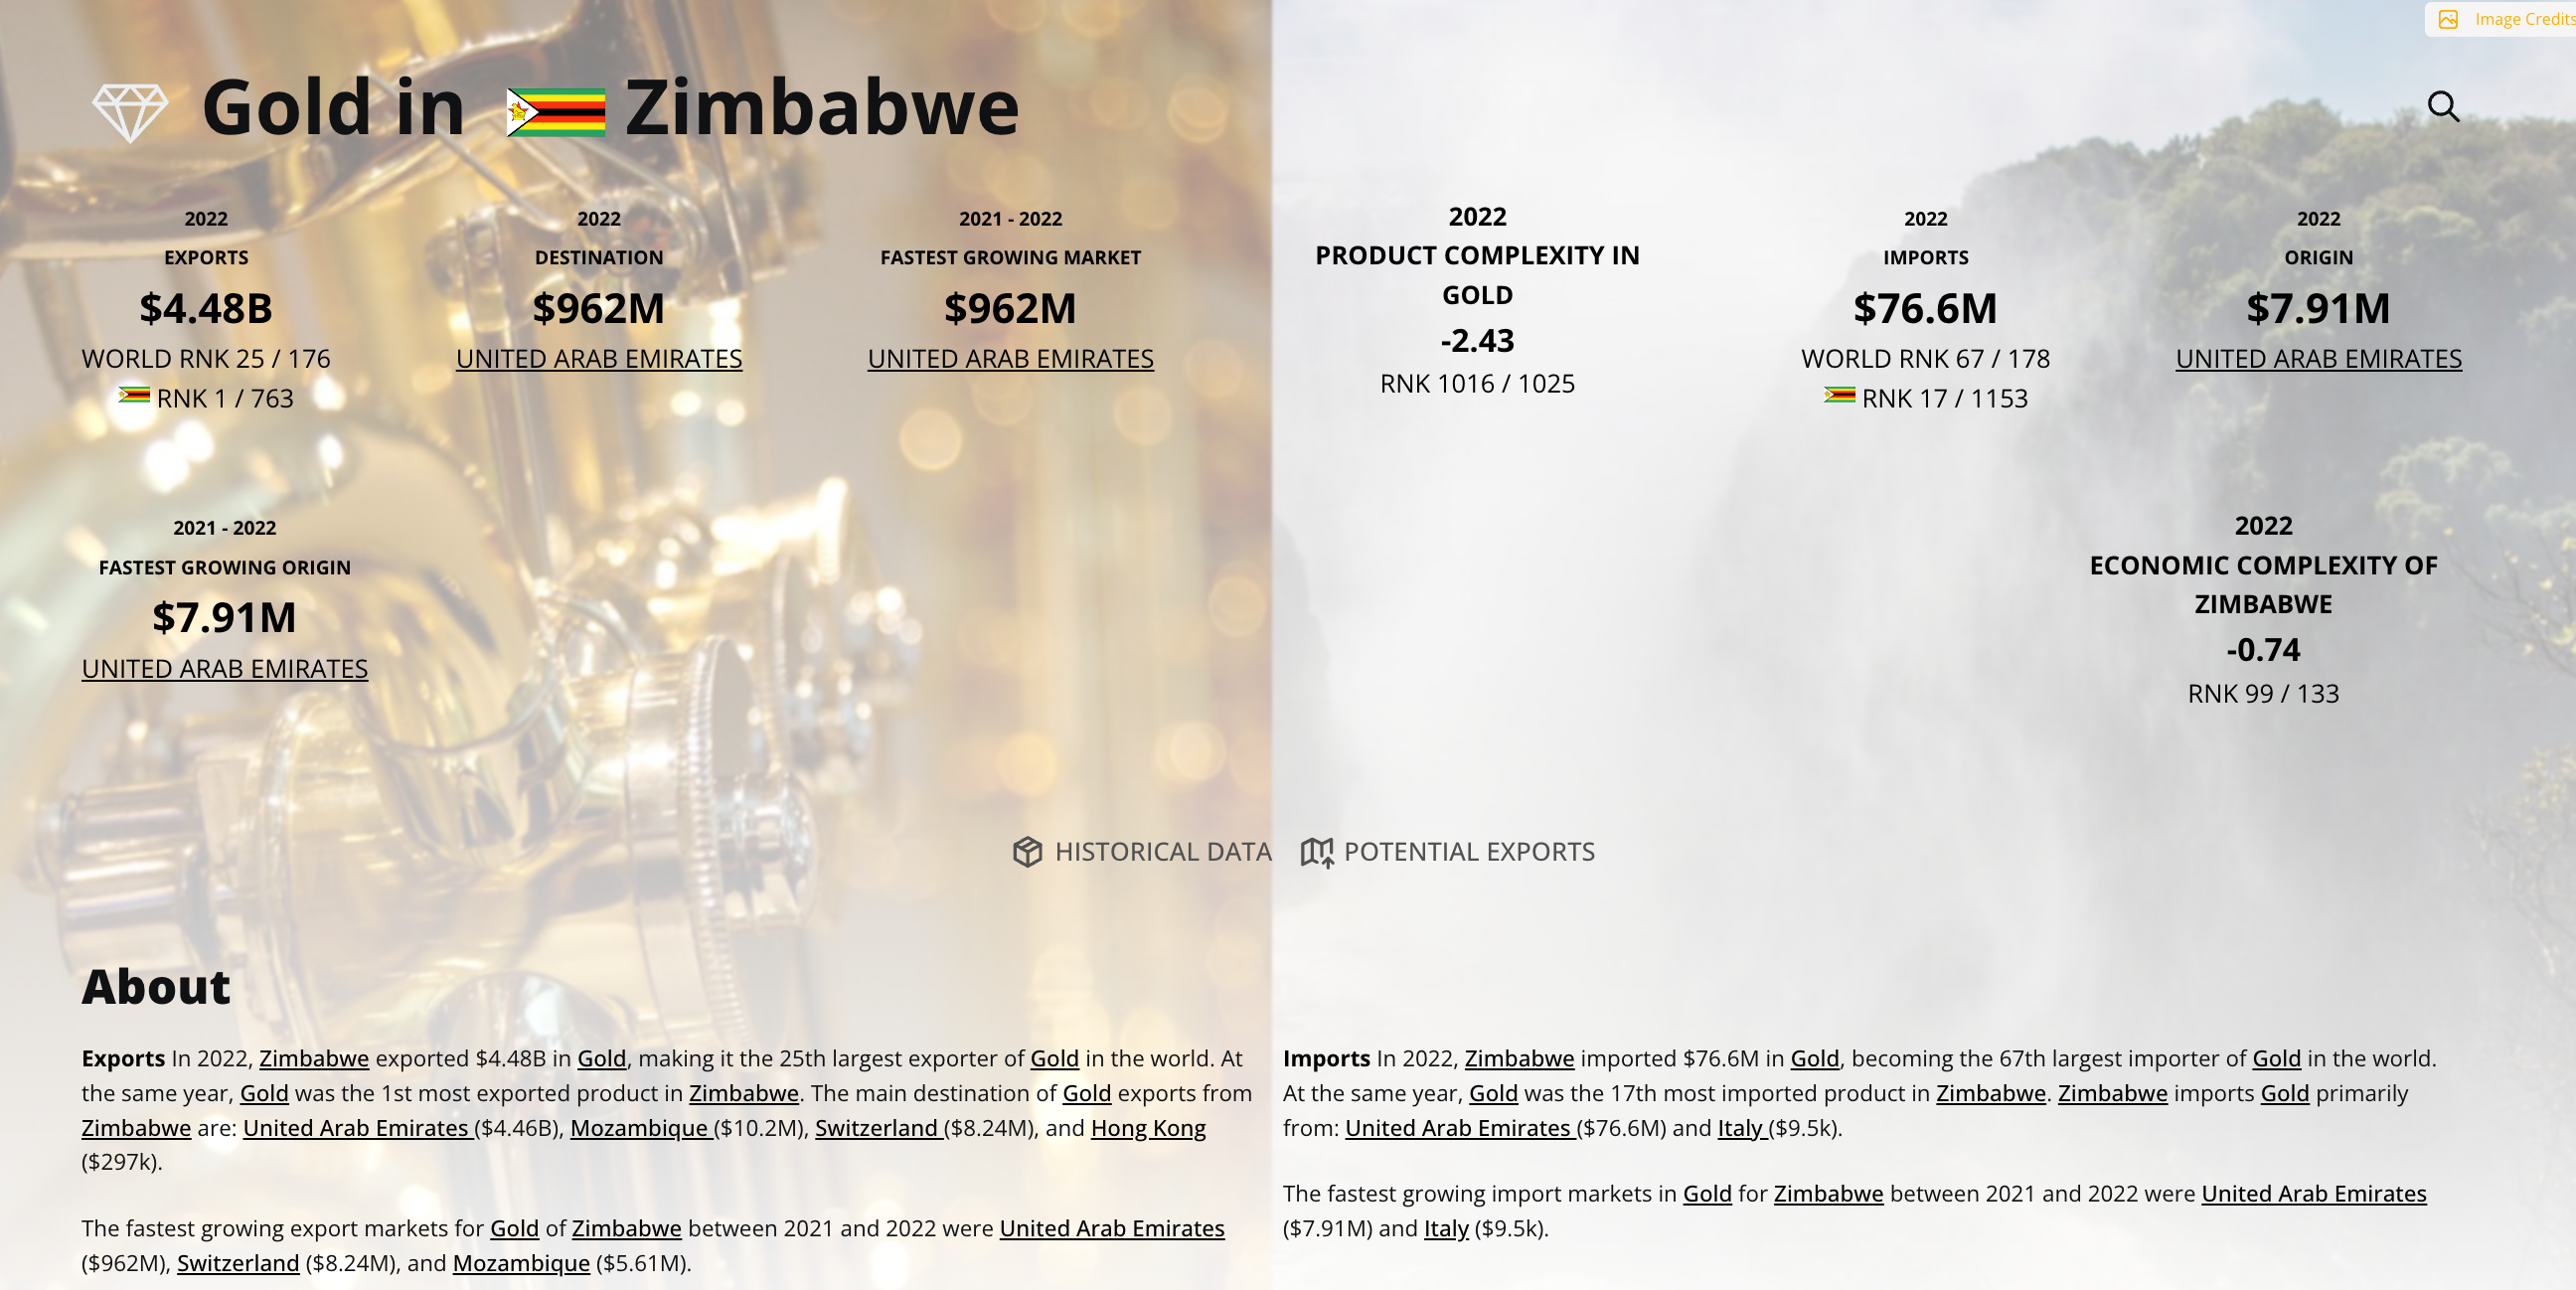 Image Credits
Gold in Zimbabwe
2022
EXPORTS
$4.48B
WORLD RNK 25 / 176
RNK 1 / 763
2022
DESTINATION
$962M
UNITED ARAB EMIRATES
2021 - 2022
FASTEST GROWING MARKET
$962M
UNITED ARAB EMIRATES
2022
PRODUCT COMPLEXITY IN
GOLD
-2.43
RNK 1016 / 1025
2022
IMPORTS
$76.6M
WORLD RNK 67 / 178
RNK 17 / 1153
2022
ORIGIN
$7.91M
UNITED ARAB EMIRATES
2021 - 2022
FASTEST GROWING ORIGIN
$7.91M
UNITED ARAB EMIRATES
2022
ECONOMIC COMPLEXITY OF
ZIMBABWE
-0.74
RNK 99 / 133
HISTORICAL DATA
POTENTIAL EXPORTS
About
Exports In 2022, Zimbabwe exported $4.48B in Gold, making it the 25th largest exporter of Gold in the world. At
the same year, Gold was the 1st most exported product in Zimbabwe. The main destination of Gold exports from
Zimbabwe are: United Arab Emirates ($4.46B), Mozambique ($10.2M), Switzerland ($8.24M), and Hong Kong
($297k).
The fastest growing export markets for Gold of Zimbabwe between 2021 and 2022 were United Arab Emirates
($962M), Switzerland ($8.24M), and Mozambique ($5.61M).
Imports In 2022, Zimbabwe imported $76.6M in Gold, becoming the 67th largest importer of Gold in the world.
At the same year, Gold was the 17th most imported product in Zimbabwe. Zimbabwe imports Gold primarily
from: United Arab Emirates ($76.6M) and Italy ($9.5k).
The fastest growing import markets in Gold for Zimbabwe between 2021 and 2022 were United Arab Emirates
($7.91M) and Italy ($9.5k).